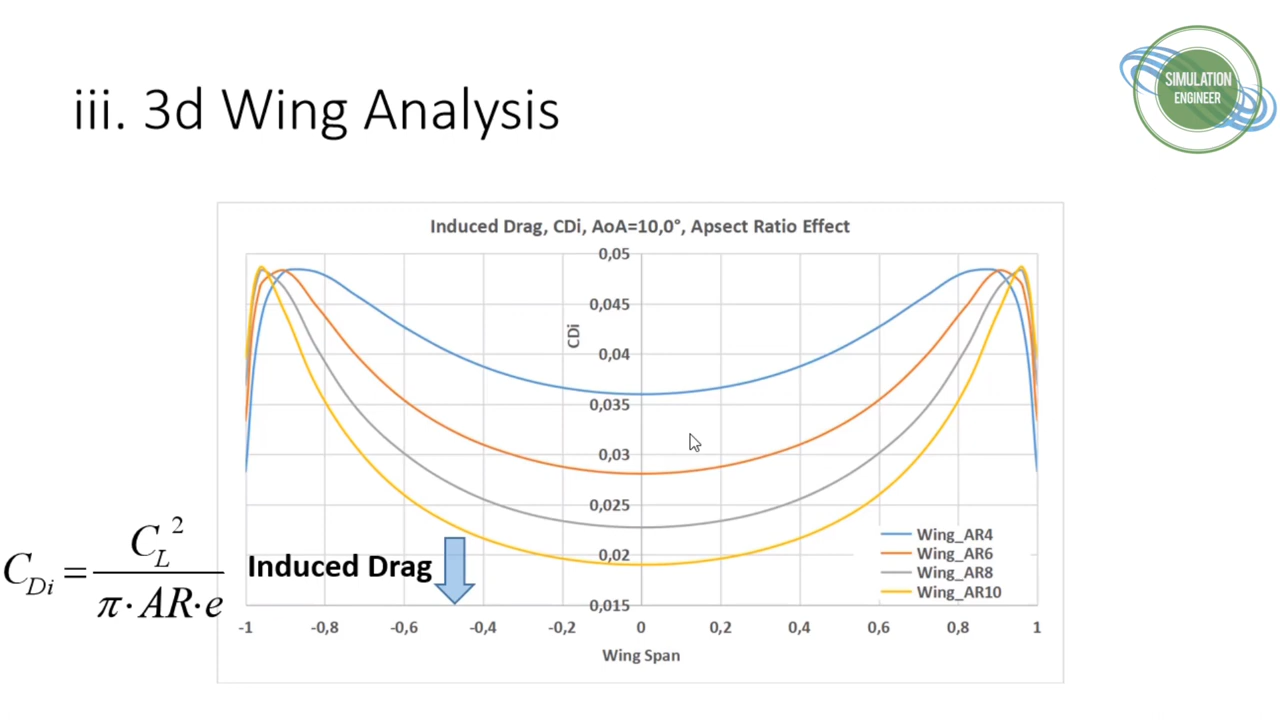 iii. 3d Wing Analysis
SIMULATION
ENGINEER
Induced Drag, CDi, AoA=10,0°, Apsect Ratio Effect
0,05
0,045
0,04
0,035
0,03
0,025
0,02
0,015
CDi
Wing_AR4
Wing_AR6
Wing_AR8
Wing_AR10
C_{Di} = C_L^2 / π·AR·e
Induced Drag
-1 -0,8 -0,6 -0,4 -0,2 0 0,2 0,4 0,6 0,8 1
Wing Span